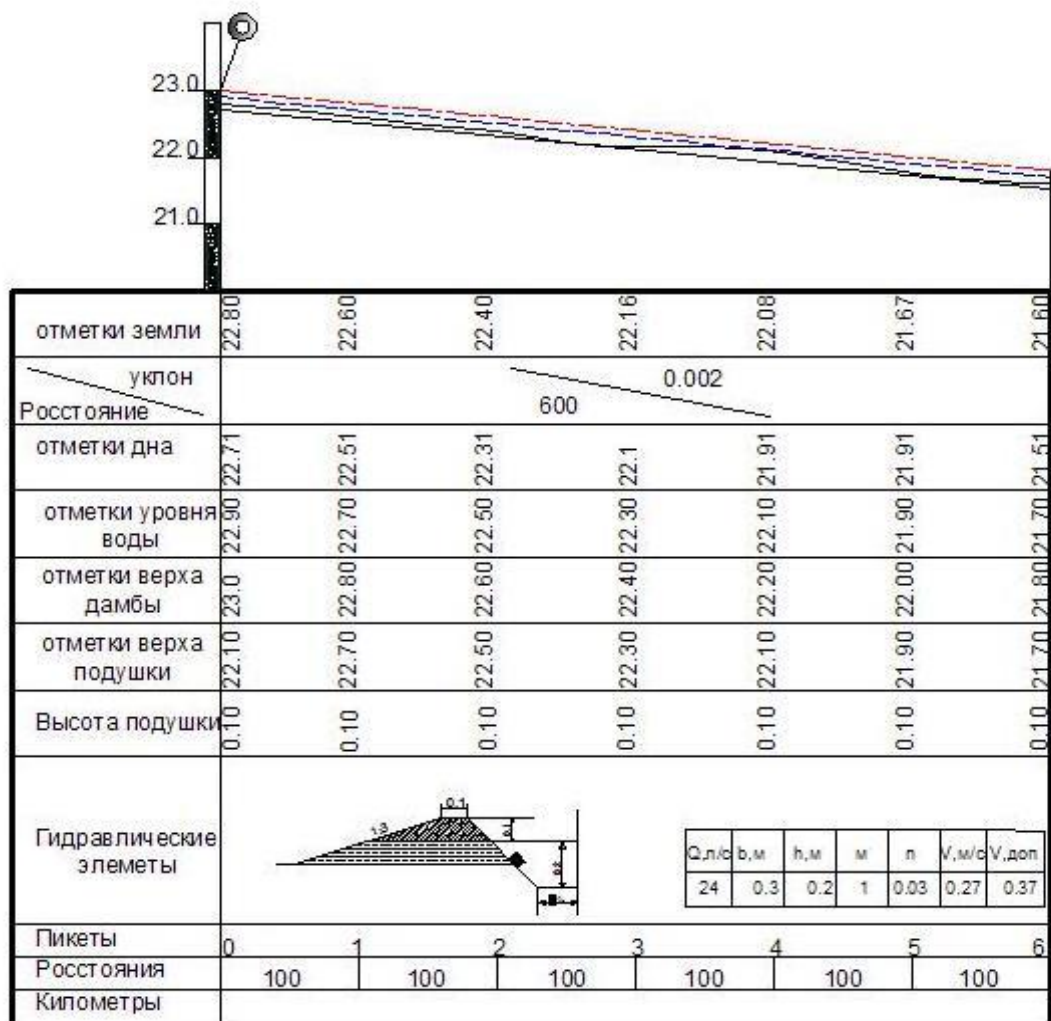 23.0
22.0
21.0
отметки земли 22.80 22.60 22.40 22.16 22.08 21.67 21.60
уклон 0.002
Росстояние 600
отметки дна 22.71 22.51 22.31 22.1 21.91 21.91 21.51
отметки уровня
воды 22.90 22.70 22.50 22.30 22.10 21.90 21.70
отметки верха
дамбы 23.0 22.80 22.60 22.40 22.20 22.00 21.80
отметки верха
подушки 22.10 22.70 22.50 22.30 22.10 21.90 21.70
Высота подушки 0.10 0.10 0.10 0.10 0.10 0.10 0.10
Гидравлические
элеметы
0.1
Q,л/с b,м h,м м n V,м/с V,доп
24 0.3 0.2 1 0.03 0.27 0.37
Пикеты 0 1 2 3 4 5 6
Росстояния 100 100 100 100 100 100
Километры